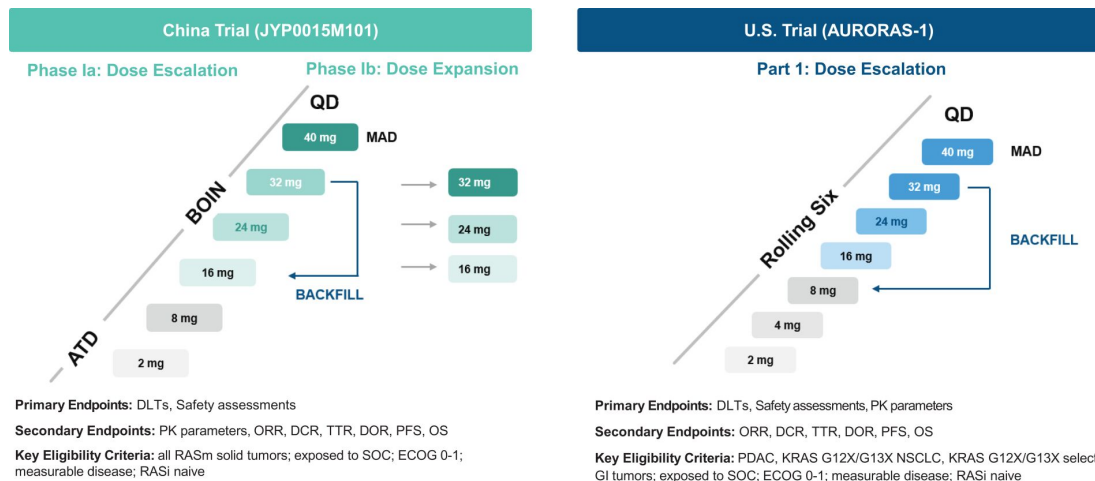 China Trial (JYP0015M101)
Phase Ia: Dose Escalation
Phase Ib: Dose Expansion
QD
40 mg
MAD
32 mg
BOIN
24 mg
16 mg
BACKFILL
8 mg
ATD
2 mg
32 mg
24 mg
16 mg
Primary Endpoints: DLTs, Safety assessments
Secondary Endpoints: PK parameters, ORR, DCR, TTR, DOR, PFS, OS
Key Eligibility Criteria: all RASm solid tumors; exposed to SOC; ECOG 0-1;
measurable disease; RASi naive
U.S. Trial (AURORAS-1)
Part 1: Dose Escalation
QD
40 mg
MAD
32 mg
Rolling Six
24 mg
BACKFILL
16 mg
8 mg
4 mg
2 mg
Primary Endpoints: DLTs, Safety assessments, PK parameters
Secondary Endpoints: ORR, DCR, TTR, DOR, PFS, OS
Key Eligibility Criteria: PDAC, KRAS G12X/G13X NSCLC, KRAS G12X/G13X select
GI tumors; exposed to SOC; ECOG 0-1; measurable disease; RASi naive